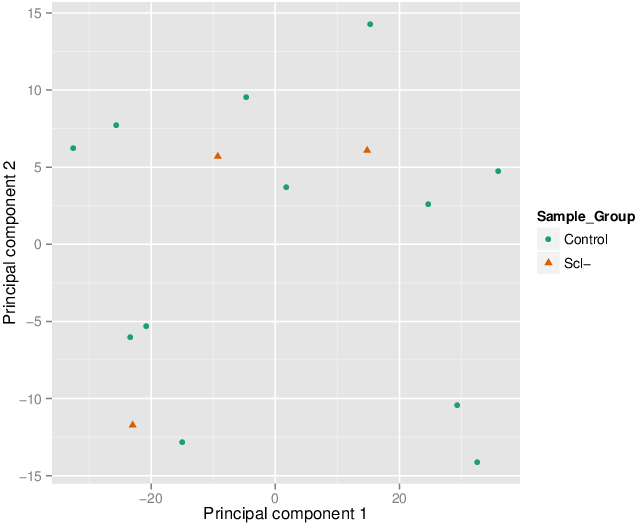 15
10
5
0
−5
−10
−15
Principal component 2
−20 0 20
Principal component 1
Sample_Group
Control
Scl−